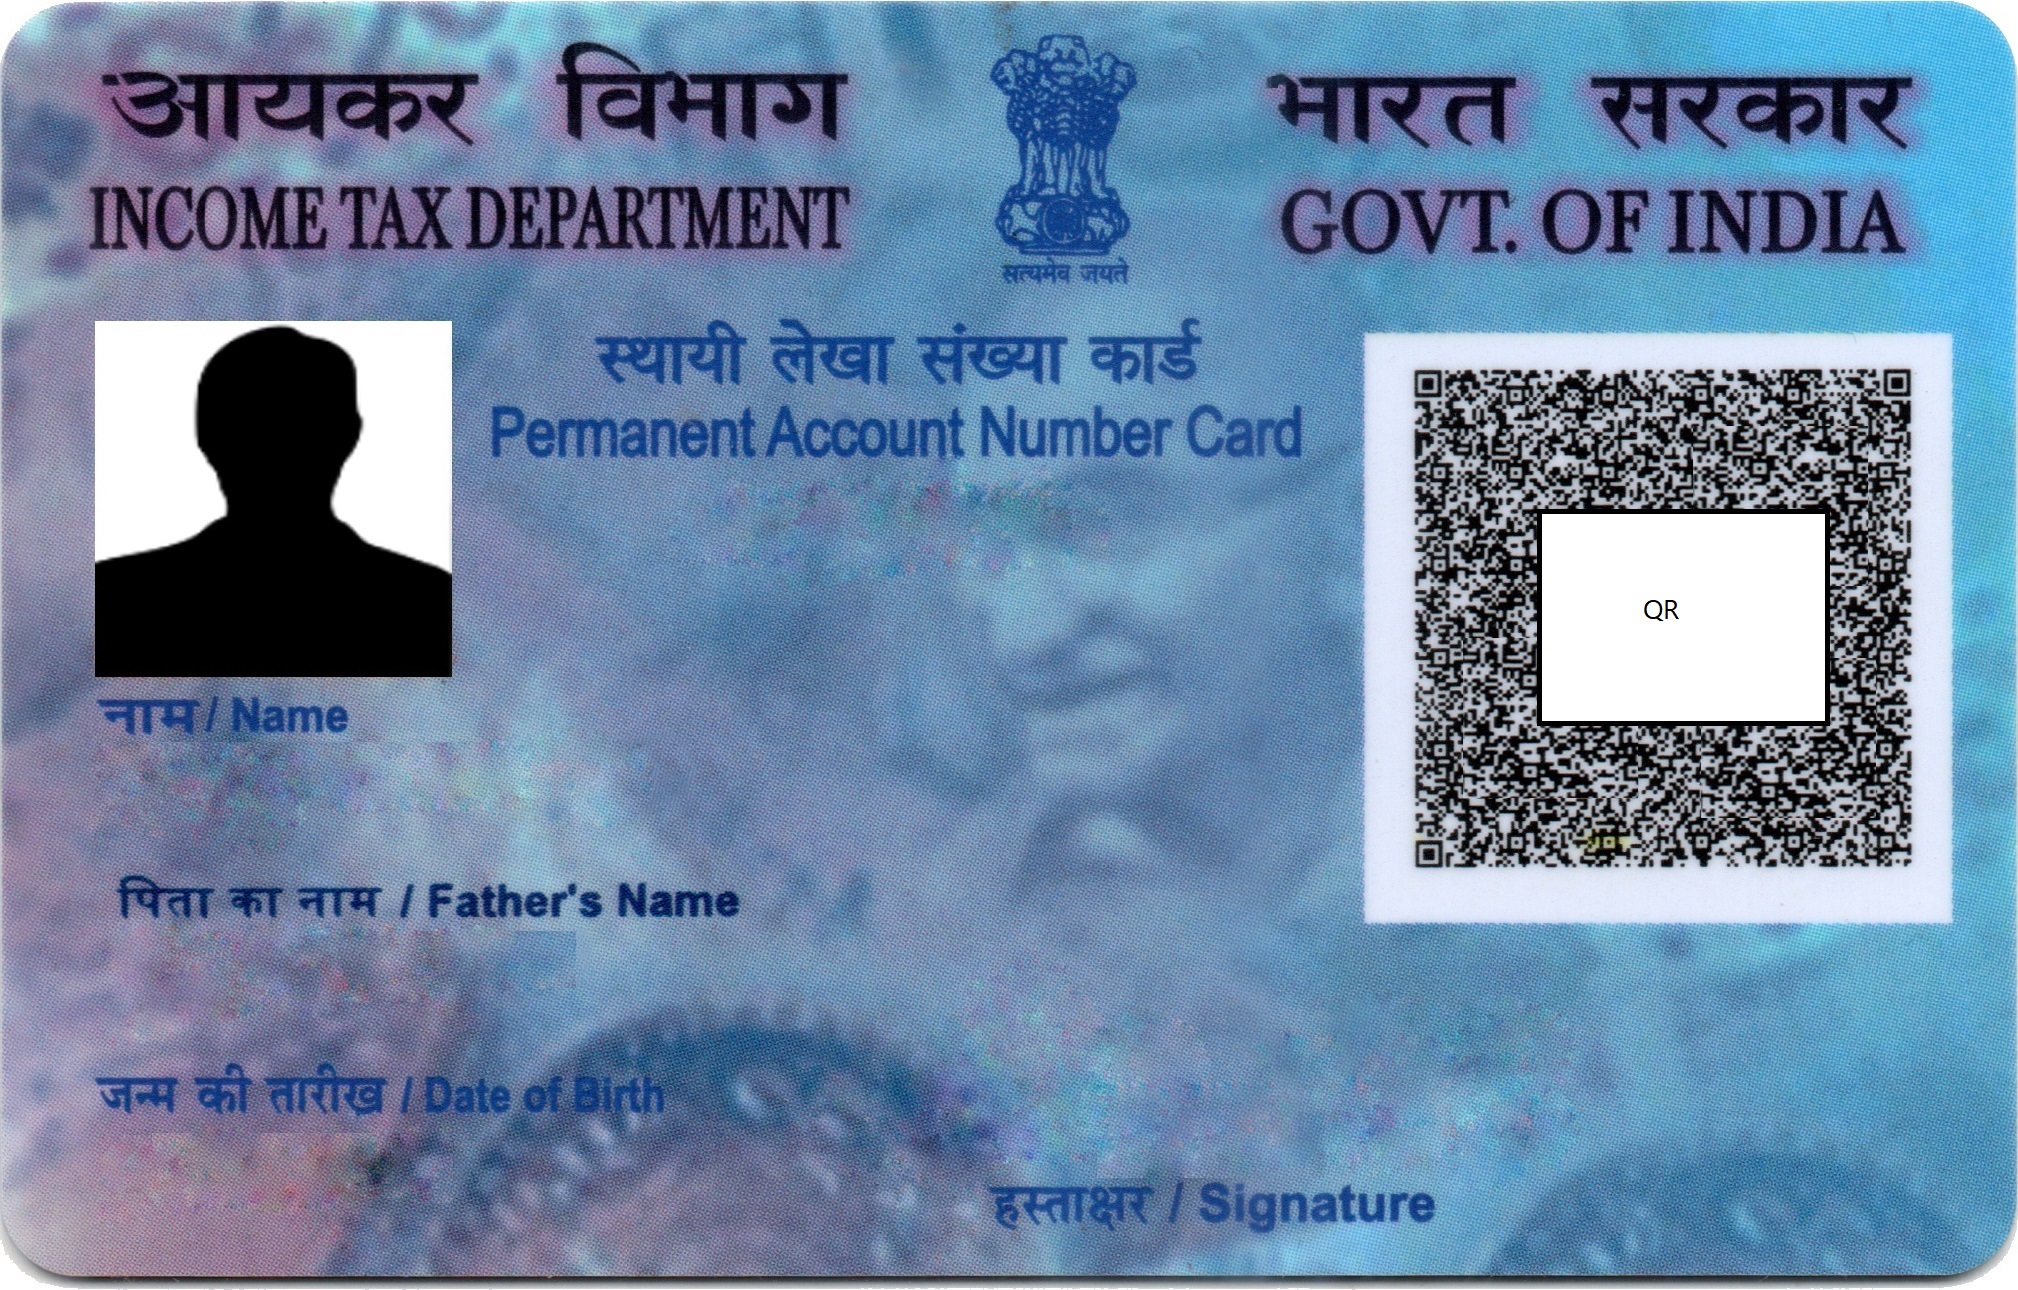 आयकर विभाग
INCOME TAX DEPARTMENT
सत्यमेव जयते
भारत सरकार
GOVT. OF INDIA
स्थायी लेखा संख्या कार्ड
Permanent Account Number Card
QR
नाम / Name
पिता का नाम / Father's Name
जन्म की तारीख / Date of Birth
हस्ताक्षर / Signature